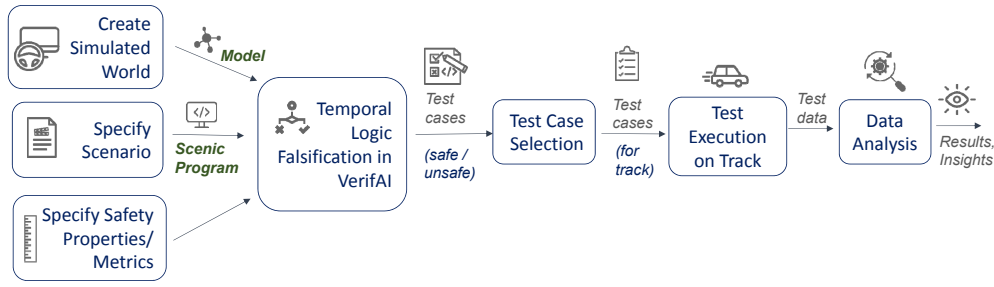 Create
Simulated
World
Model
Specify
Scenario
</>
Scenic
Program
Specify Safety
Properties/
Metrics
Temporal
Logic
Falsification in
VerifAI
</>
Test
cases
(safe /
unsafe)
Test Case
Selection
Test
cases
(for
track)
Test
Execution
on Track
Test
data
Data
Analysis
Results,
Insights